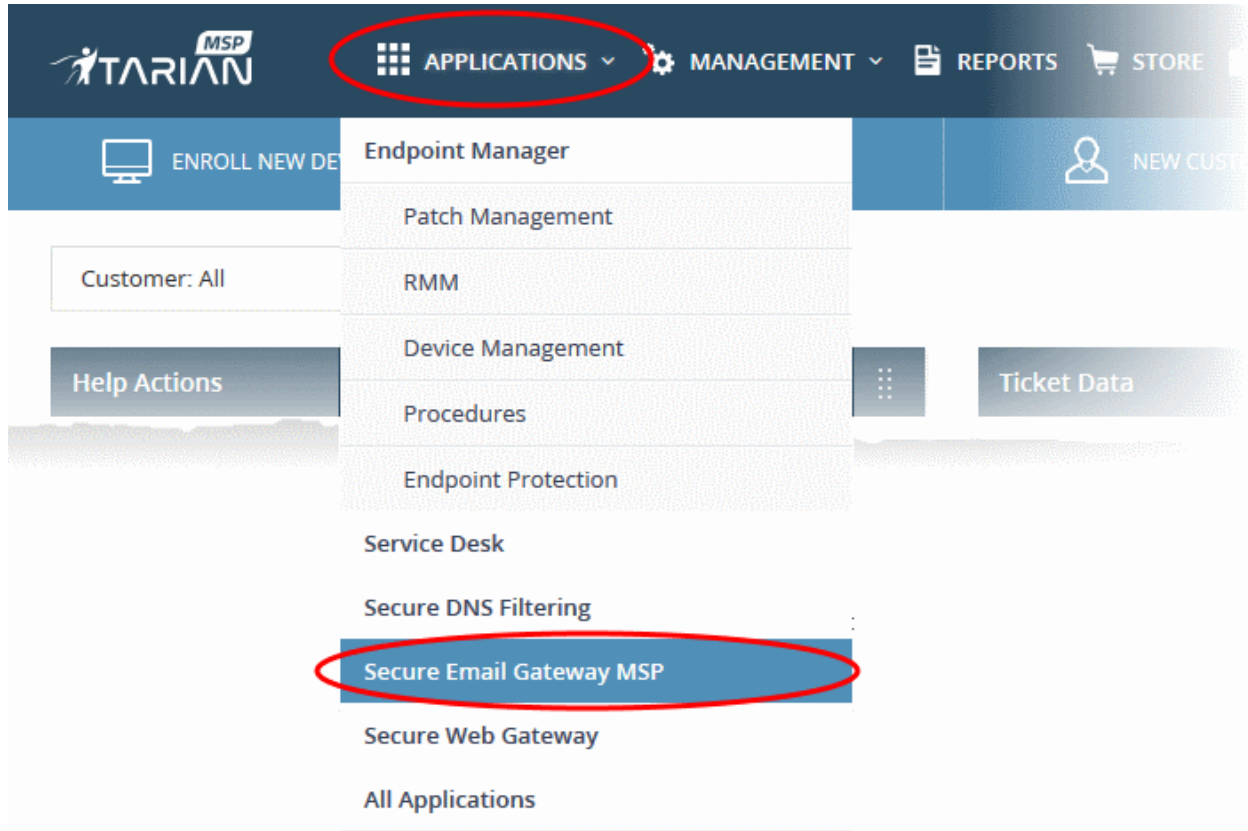 MSP
ITARIAN
APPLICATIONS MANAGEMENT REPORTS STORE
ENROLL NEW DE
NEW CUST
Endpoint Manager
Patch Management
Customer: All
RMM
Device Management
Help Actions
Ticket Data
Procedures
Endpoint Protection
Service Desk
Secure DNS Filtering
Secure Email Gateway MSP
Secure Web Gateway
All Applications